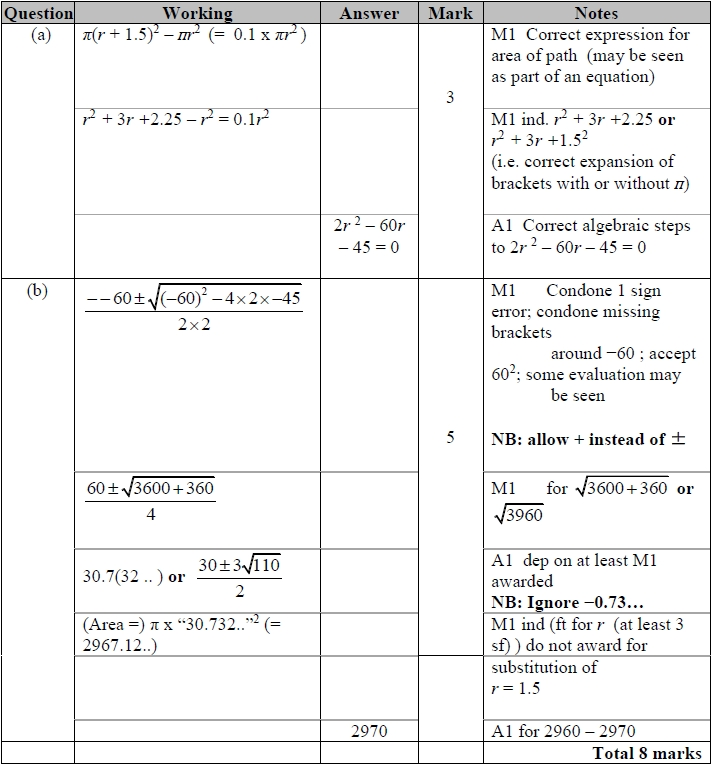 Question Working Answer Mark Notes
(a) π(r + 1.5)² – πr² (= 0.1 x πr²) M1 Correct expression for
area of path (may be seen
as part of an equation)
3
r² + 3r +2.25 – r² = 0.1r² M1 ind. r² + 3r +2.25 or
r² + 3r +1.5²
(i.e. correct expansion of
brackets with or without π)
2r² – 60r A1 Correct algebraic steps
– 45 = 0 to 2r² – 60r – 45 = 0
(b) (--60±√((-60)²-4×2×-45))/(2×2) M1 Condone 1 sign
error; condone missing
brackets
around −60 ; accept
60²; some evaluation may
be seen
5 NB: allow + instead of ±
(60±√(3600+360))/4 M1 for √(3600+360) or
√3960
30.7(32 .. ) or (30±3√110)/2 A1 dep on at least M1
awarded
NB: Ignore −0.73…
(Area =) π x “30.732..”² (= M1 ind (ft for r (at least 3
2967.12..) sf) ) do not award for
substitution of
r = 1.5
2970 A1 for 2960 – 2970
Total 8 marks